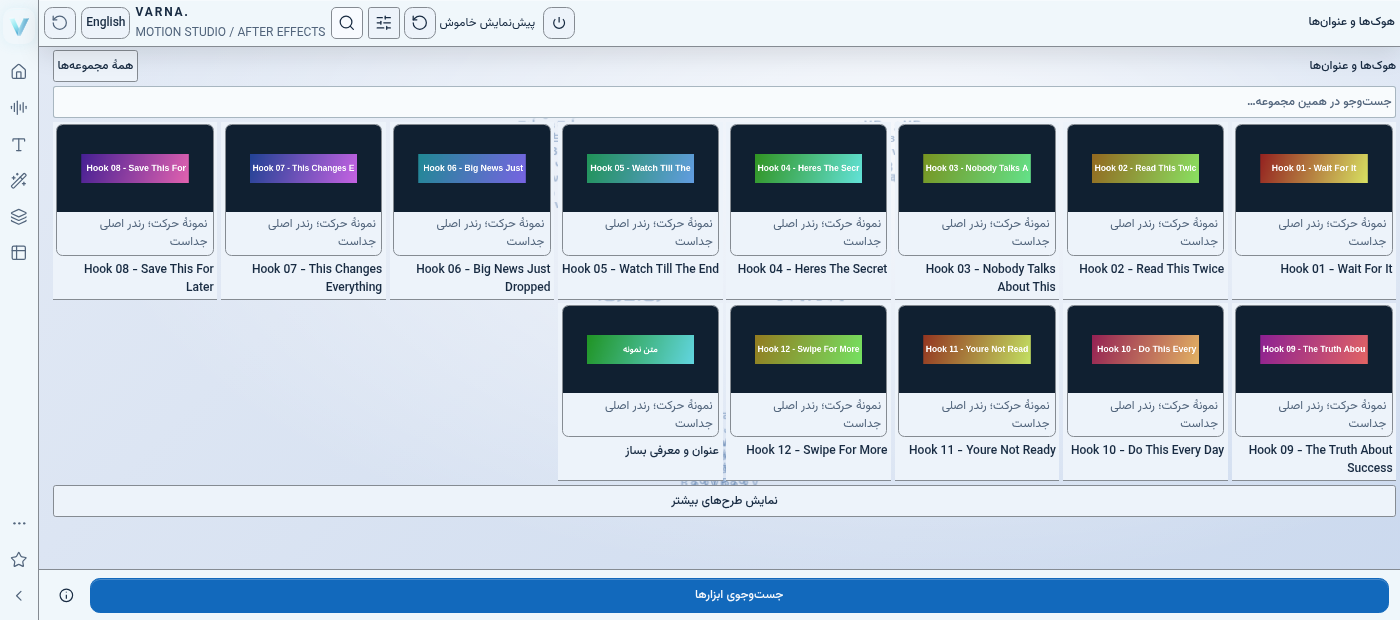 هوک‌ها و عنوان‌ها
پیش‌نمایش خاموش
VARNA.
MOTION STUDIO / AFTER EFFECTS
English
هوک‌ها و عنوان‌ها
همهٔ مجموعه‌ها
جست‌وجو در همین مجموعه...
Hook 01 - Wait For It
Hook 02 - Read This Twic
Hook 03 - Nobody Talks A
Hook 04 - Heres The Secr
Hook 05 - Watch Till The
Hook 06 - Big News Just
Hook 07 - This Changes E
Hook 08 - Save This For
نمونهٔ حرکت؛ رندر اصلی
جداست
نمونهٔ حرکت؛ رندر اصلی
جداست
نمونهٔ حرکت؛ رندر اصلی
جداست
نمونهٔ حرکت؛ رندر اصلی
جداست
نمونهٔ حرکت؛ رندر اصلی
جداست
نمونهٔ حرکت؛ رندر اصلی
جداست
نمونهٔ حرکت؛ رندر اصلی
جداست
نمونهٔ حرکت؛ رندر اصلی
جداست
Hook 01 - Wait For It
Hook 02 - Read This Twice
Hook 03 - Nobody Talks
About This
Hook 04 - Heres The Secret
Hook 05 - Watch Till The End
Hook 06 - Big News Just
Dropped
Hook 07 - This Changes
Everything
Hook 08 - Save This For
Later
Hook 09 - The Truth Abou
Hook 10 - Do This Every
Hook 11 - Youre Not Read
Hook 12 - Swipe For More
متن نمونه
نمونهٔ حرکت؛ رندر اصلی
جداست
نمونهٔ حرکت؛ رندر اصلی
جداست
نمونهٔ حرکت؛ رندر اصلی
جداست
نمونهٔ حرکت؛ رندر اصلی
جداست
نمونهٔ حرکت؛ رندر اصلی
جداست
Hook 09 - The Truth About
Success
Hook 10 - Do This Every Day
Hook 11 - Youre Not Ready
Hook 12 - Swipe For More
عنوان و معرفی بساز
نمایش طرح‌های بیشتر
جست‌وجوی ابزارها